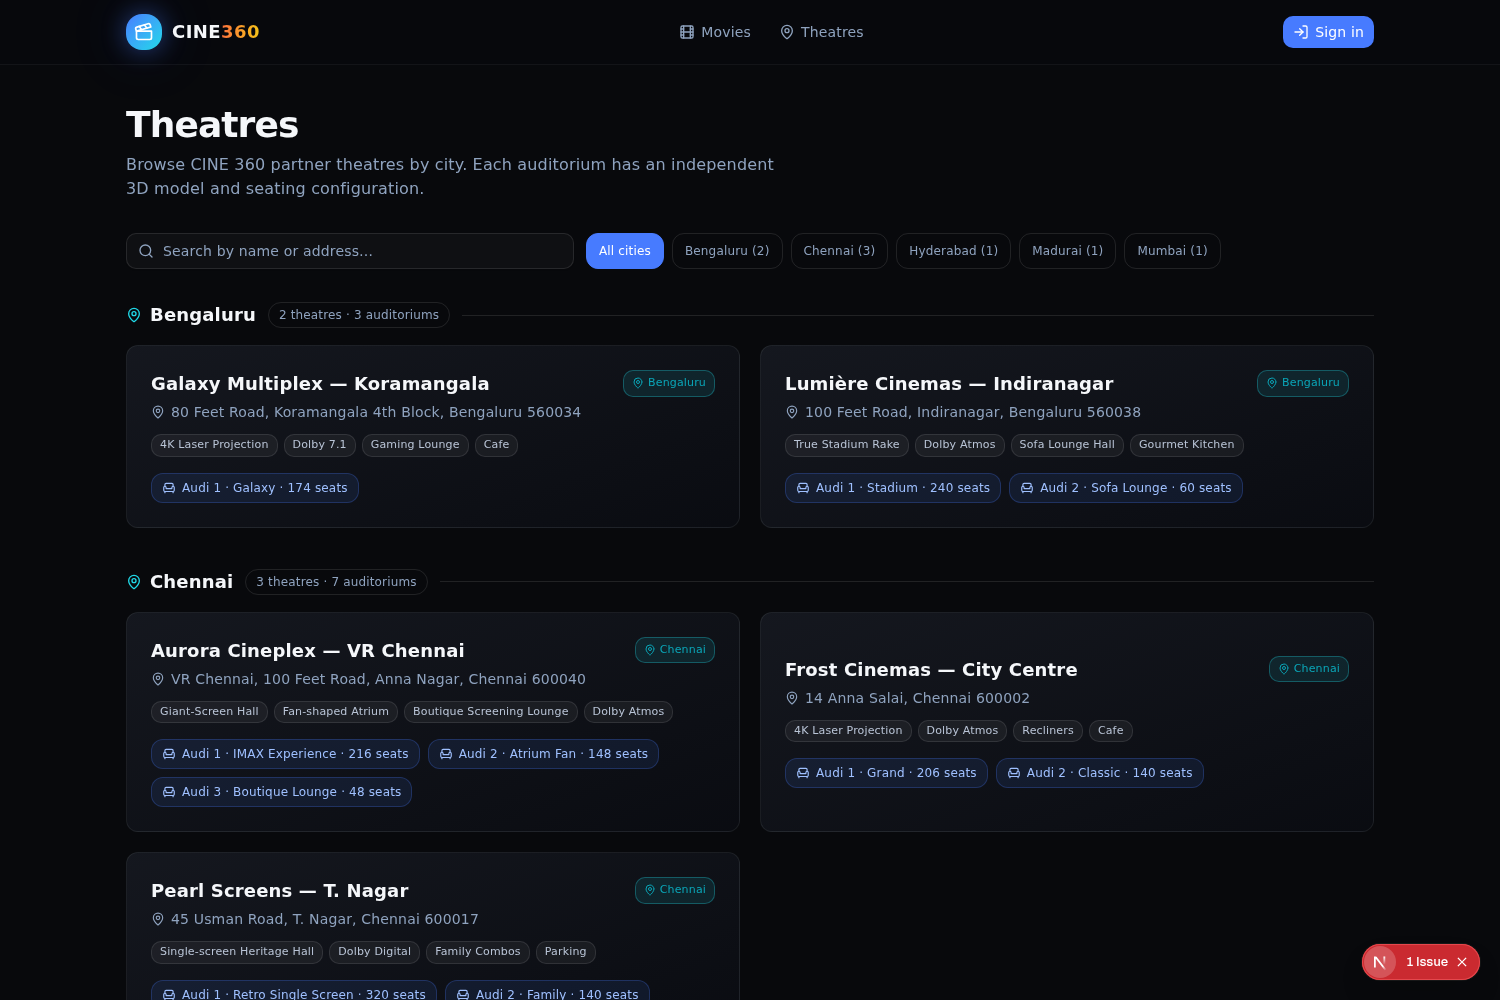 CINE360
Movies
Theatres
Sign in
Theatres
Browse CINE 360 partner theatres by city. Each auditorium has an independent
3D model and seating configuration.
Search by name or address...
All cities
Bengaluru (2)
Chennai (3)
Hyderabad (1)
Madurai (1)
Mumbai (1)
Bengaluru
2 theatres · 3 auditoriums
Galaxy Multiplex — Koramangala
Bengaluru
80 Feet Road, Koramangala 4th Block, Bengaluru 560034
4K Laser Projection
Dolby 7.1
Gaming Lounge
Cafe
Audi 1 · Galaxy · 174 seats
Lumière Cinemas — Indiranagar
Bengaluru
100 Feet Road, Indiranagar, Bengaluru 560038
True Stadium Rake
Dolby Atmos
Sofa Lounge Hall
Gourmet Kitchen
Audi 1 · Stadium · 240 seats
Audi 2 · Sofa Lounge · 60 seats
Chennai
3 theatres · 7 auditoriums
Aurora Cineplex — VR Chennai
Chennai
VR Chennai, 100 Feet Road, Anna Nagar, Chennai 600040
Giant-Screen Hall
Fan-shaped Atrium
Boutique Screening Lounge
Dolby Atmos
Audi 1 · IMAX Experience · 216 seats
Audi 2 · Atrium Fan · 148 seats
Audi 3 · Boutique Lounge · 48 seats
Frost Cinemas — City Centre
Chennai
14 Anna Salai, Chennai 600002
4K Laser Projection
Dolby Atmos
Recliners
Cafe
Audi 1 · Grand · 206 seats
Audi 2 · Classic · 140 seats
Pearl Screens — T. Nagar
Chennai
45 Usman Road, T. Nagar, Chennai 600017
Single-screen Heritage Hall
Dolby Digital
Family Combos
Parking
Audi 1 · Retro Single Screen · 320 seats
Audi 2 · Family · 140 seats
N
1 Issue